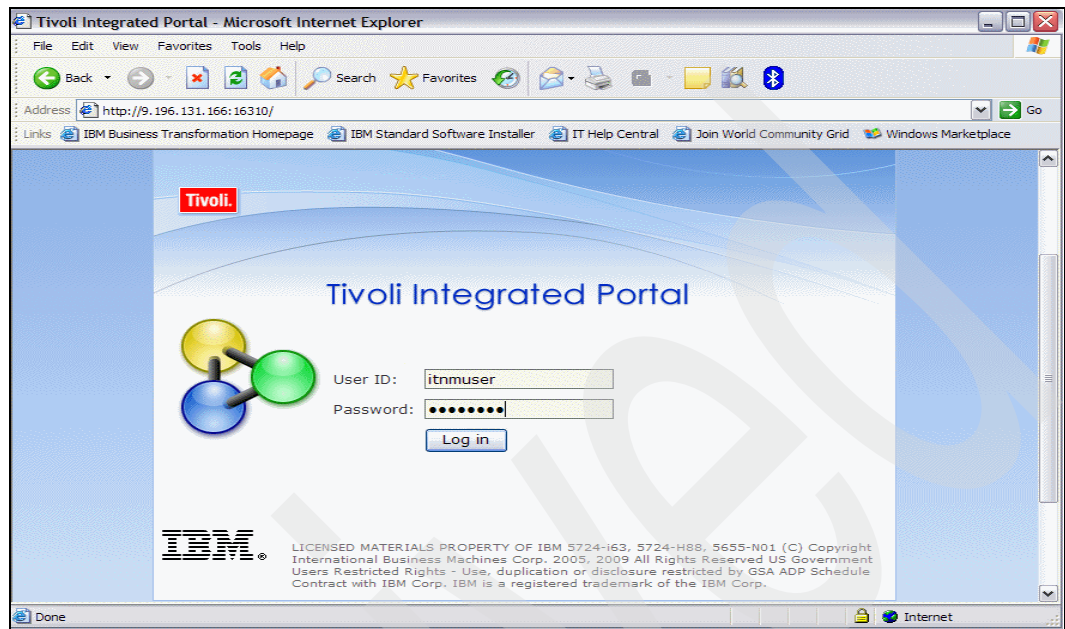 Tivoli Integrated Portal - Microsoft Internet Explorer
File Edit View Favorites Tools Help
Back Search Favorites
Address http://9.196.131.166:16310/ Go
Links IBM Business Transformation Homepage IBM Standard Software Installer IT Help Central Join World Community Grid Windows Marketplace
Tivoli.
Tivoli Integrated Portal
User ID: itnmuser
Password: ●●●●●●●●
Log in
IBM®
LICENSED MATERIALS PROPERTY OF IBM 5724-i63, 5724-H88, 5655-N01 (C) Copyright
International Business Machines Corp. 2005, 2009 All Rights Reserved US Government
Users Restricted Rights - Use, duplication or disclosure restricted by GSA ADP Schedule
Contract with IBM Corp. IBM is a registered trademark of the IBM Corp.
Done Internet